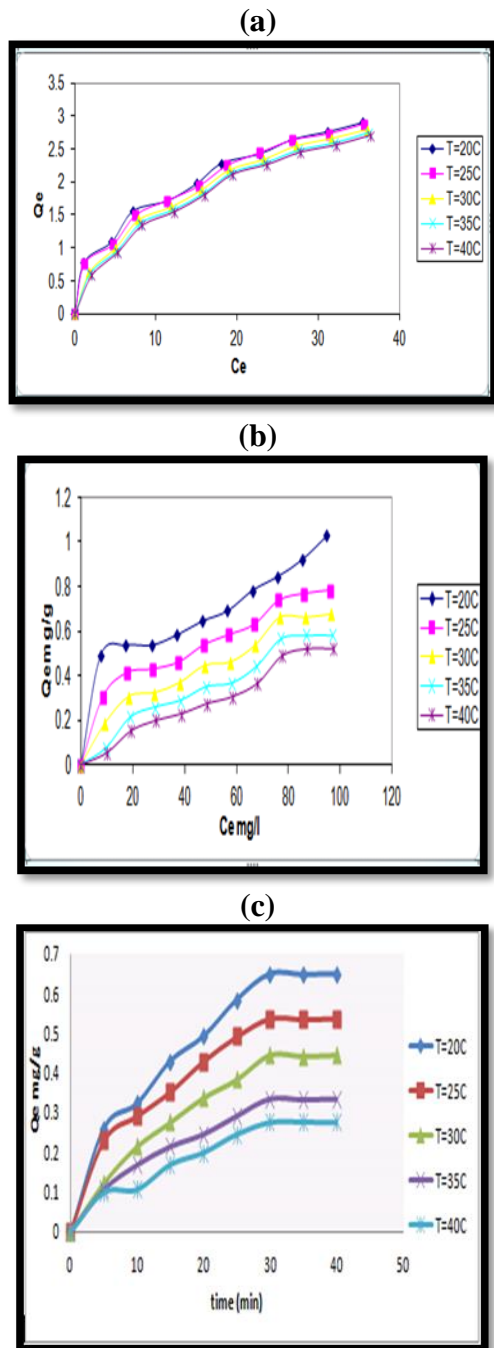 (a)
3.5
3
2.5
2
1.5
1
0.5
0
0
10
20
30
40
Qe
Ce
T=20C
T=25C
T=30C
T=35C
T=40C
(b)
1.2
1
0.8
0.6
0.4
0.2
0
0
20
40
60
80
100
120
Qe mg/g
Ce mg/l
T=20C
T=25C
T=30C
T=35C
T=40C
(c)
0.7
0.6
0.5
0.4
0.3
0.2
0.1
0
0
10
20
30
40
50
Qe mg/g
time (min)
T=20C
T=25C
T=30C
T=35C
T=40C